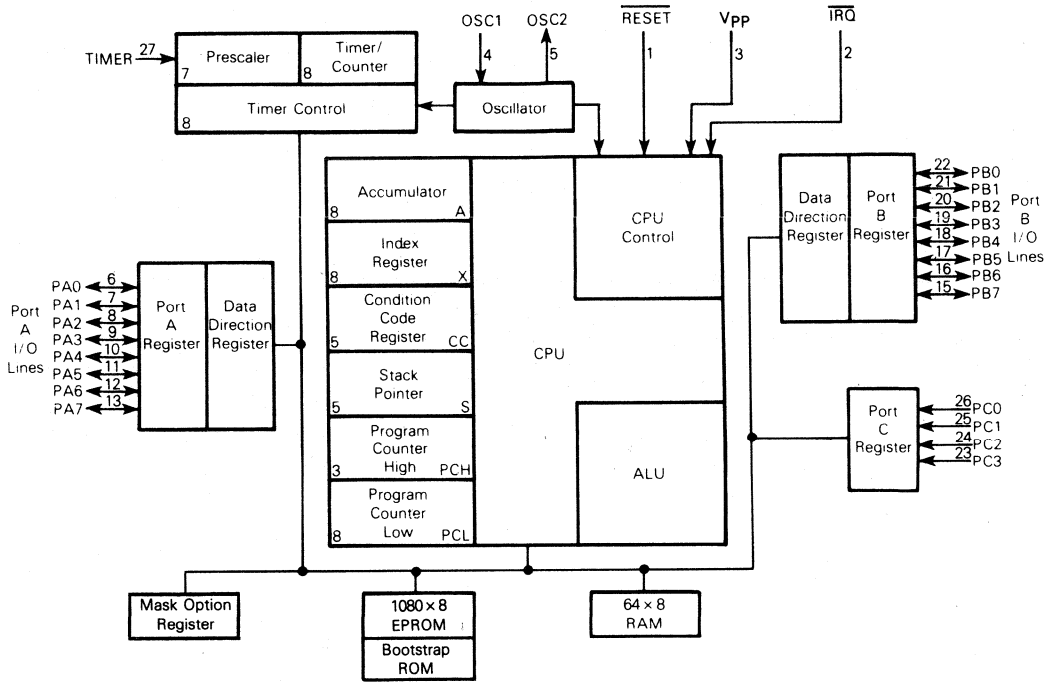 OSC1
OSC2
RESET
VPP
IRQ
TIMER
27
7
Prescaler
8
Timer/
Counter
4
5
1
3
2
8
Timer Control
Oscillator
8
Accumulator
A
8
Index
Register
X
5
Condition
Code
Register
CC
5
Stack
Pointer
S
3
Program
Counter
High
PCH
8
Program
Counter
Low
PCL
CPU
CPU
Control
ALU
Port
A
I/O
Lines
PA0
6
PA1
7
PA2
8
PA3
9
PA4
10
PA5
11
PA6
12
PA7
13
Port
A
Register
Data
Direction
Register
Data
Direction
Register
Port
B
Register
22
PB0
21
PB1
20
PB2
19
PB3
18
PB4
17
PB5
16
PB6
15
PB7
Port
B
I/O
Lines
Port
C
Register
26
PC0
25
PC1
24
PC2
23
PC3
Mask Option
Register
1080 × 8
EPROM
Bootstrap
ROM
64 × 8
RAM